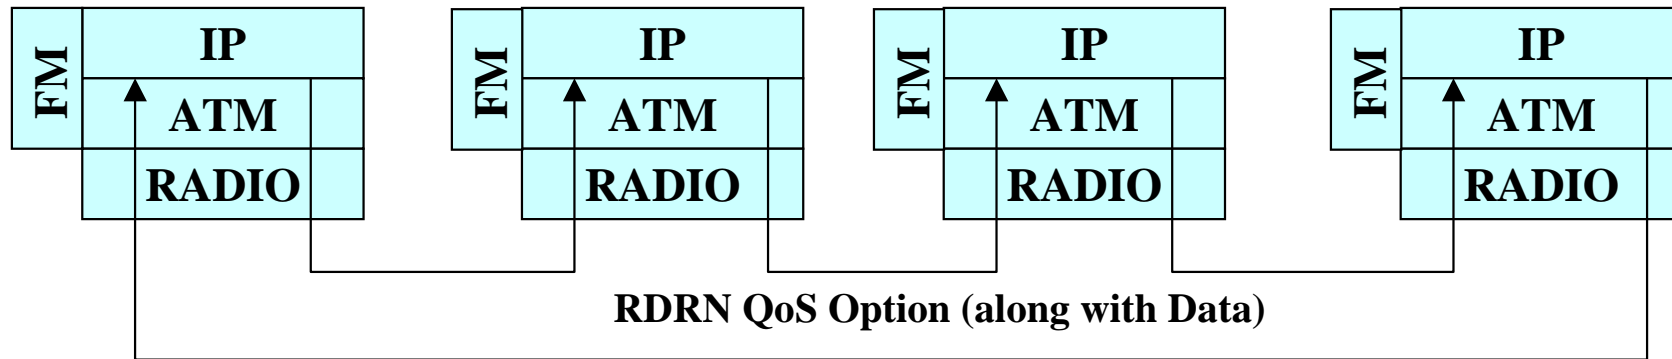 FM
IP
ATM
RADIO
FM
IP
ATM
RADIO
FM
IP
ATM
RADIO
FM
IP
ATM
RADIO
RDRN QoS Option (along with Data)